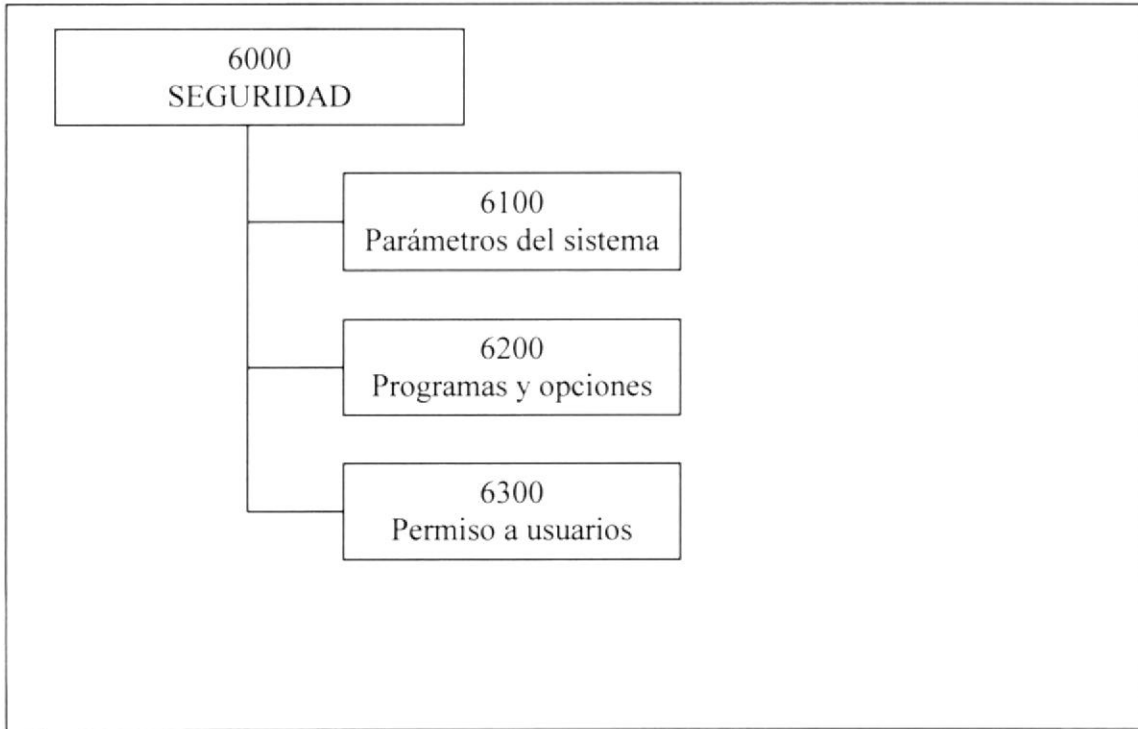 6000
SEGURIDAD
6100
Parámetros del sistema
6200
Programas y opciones
6300
Permiso a usuarios